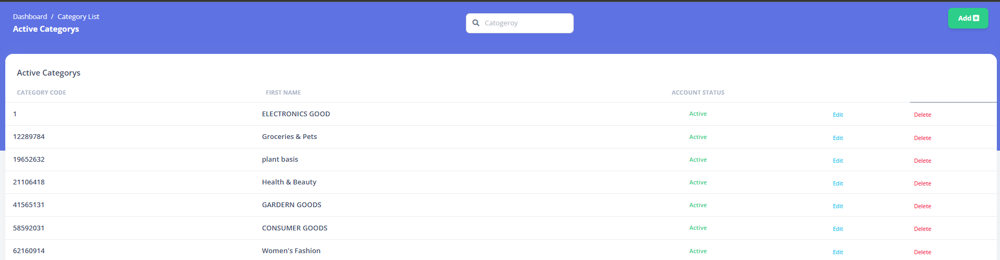 Dashboard / Category List
Active Categorys
Catogeroy
Add
Active Categorys
CATEGORY CODE FIRST NAME ACCOUNT STATUS
1 ELECTRONICS GOOD Active Edit Delete
12289784 Groceries & Pets Active Edit Delete
19652632 plant basis Active Edit Delete
21106418 Health & Beauty Active Edit Delete
41565131 GARDERN GOODS Active Edit Delete
58592031 CONSUMER GOODS Active Edit Delete
62160914 Women's Fashion Active Edit Delete